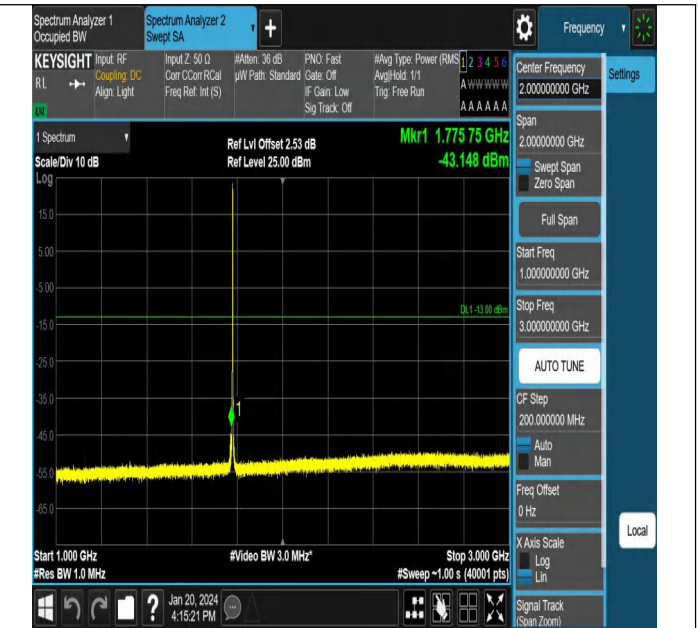 Spectrum Analyzer 1
Occupied BW
Spectrum Analyzer 2
Swept SA
Frequency
KEYSIGHT
RL
Input: RF
Coupling: DC
Align: Light
Input Z: 50 Ω
Corr CCorr RCal
Freq Ref: Int (S)
#Atten: 36 dB
µW Path: Standard
PNO: Fast
Gate: Off
IF Gain: Low
Sig Track: Off
#Avg Type: Power (RMS
Avg|Hold: 1/1
Trig: Free Run
1 2 3 4 5 6
A W W W W W
A A A A A A
1 Spectrum
Scale/Div 10 dB
Log
Ref Lvl Offset 2.53 dB
Ref Level 25.00 dBm
Mkr1 1.775 75 GHz
-43.148 dBm
15.0
5.00
-5.00
-15.0
-25.0
-35.0
-45.0
-55.0
-65.0
DL1 -13.00 dBm
1
Start 1.000 GHz
#Res BW 1.0 MHz
#Video BW 3.0 MHz*
Stop 3.000 GHz
#Sweep ~1.00 s (40001 pts)
Center Frequency
2.000000000 GHz
Span
2.00000000 GHz
Swept Span
Zero Span
Full Span
Start Freq
1.000000000 GHz
Stop Freq
3.000000000 GHz
AUTO TUNE
CF Step
200.000000 MHz
Auto
Man
Freq Offset
0 Hz
X Axis Scale
Log
Lin
Signal Track
(Span Zoom)
Settings
Local
?
Jan 20, 2024
4:15:21 PM